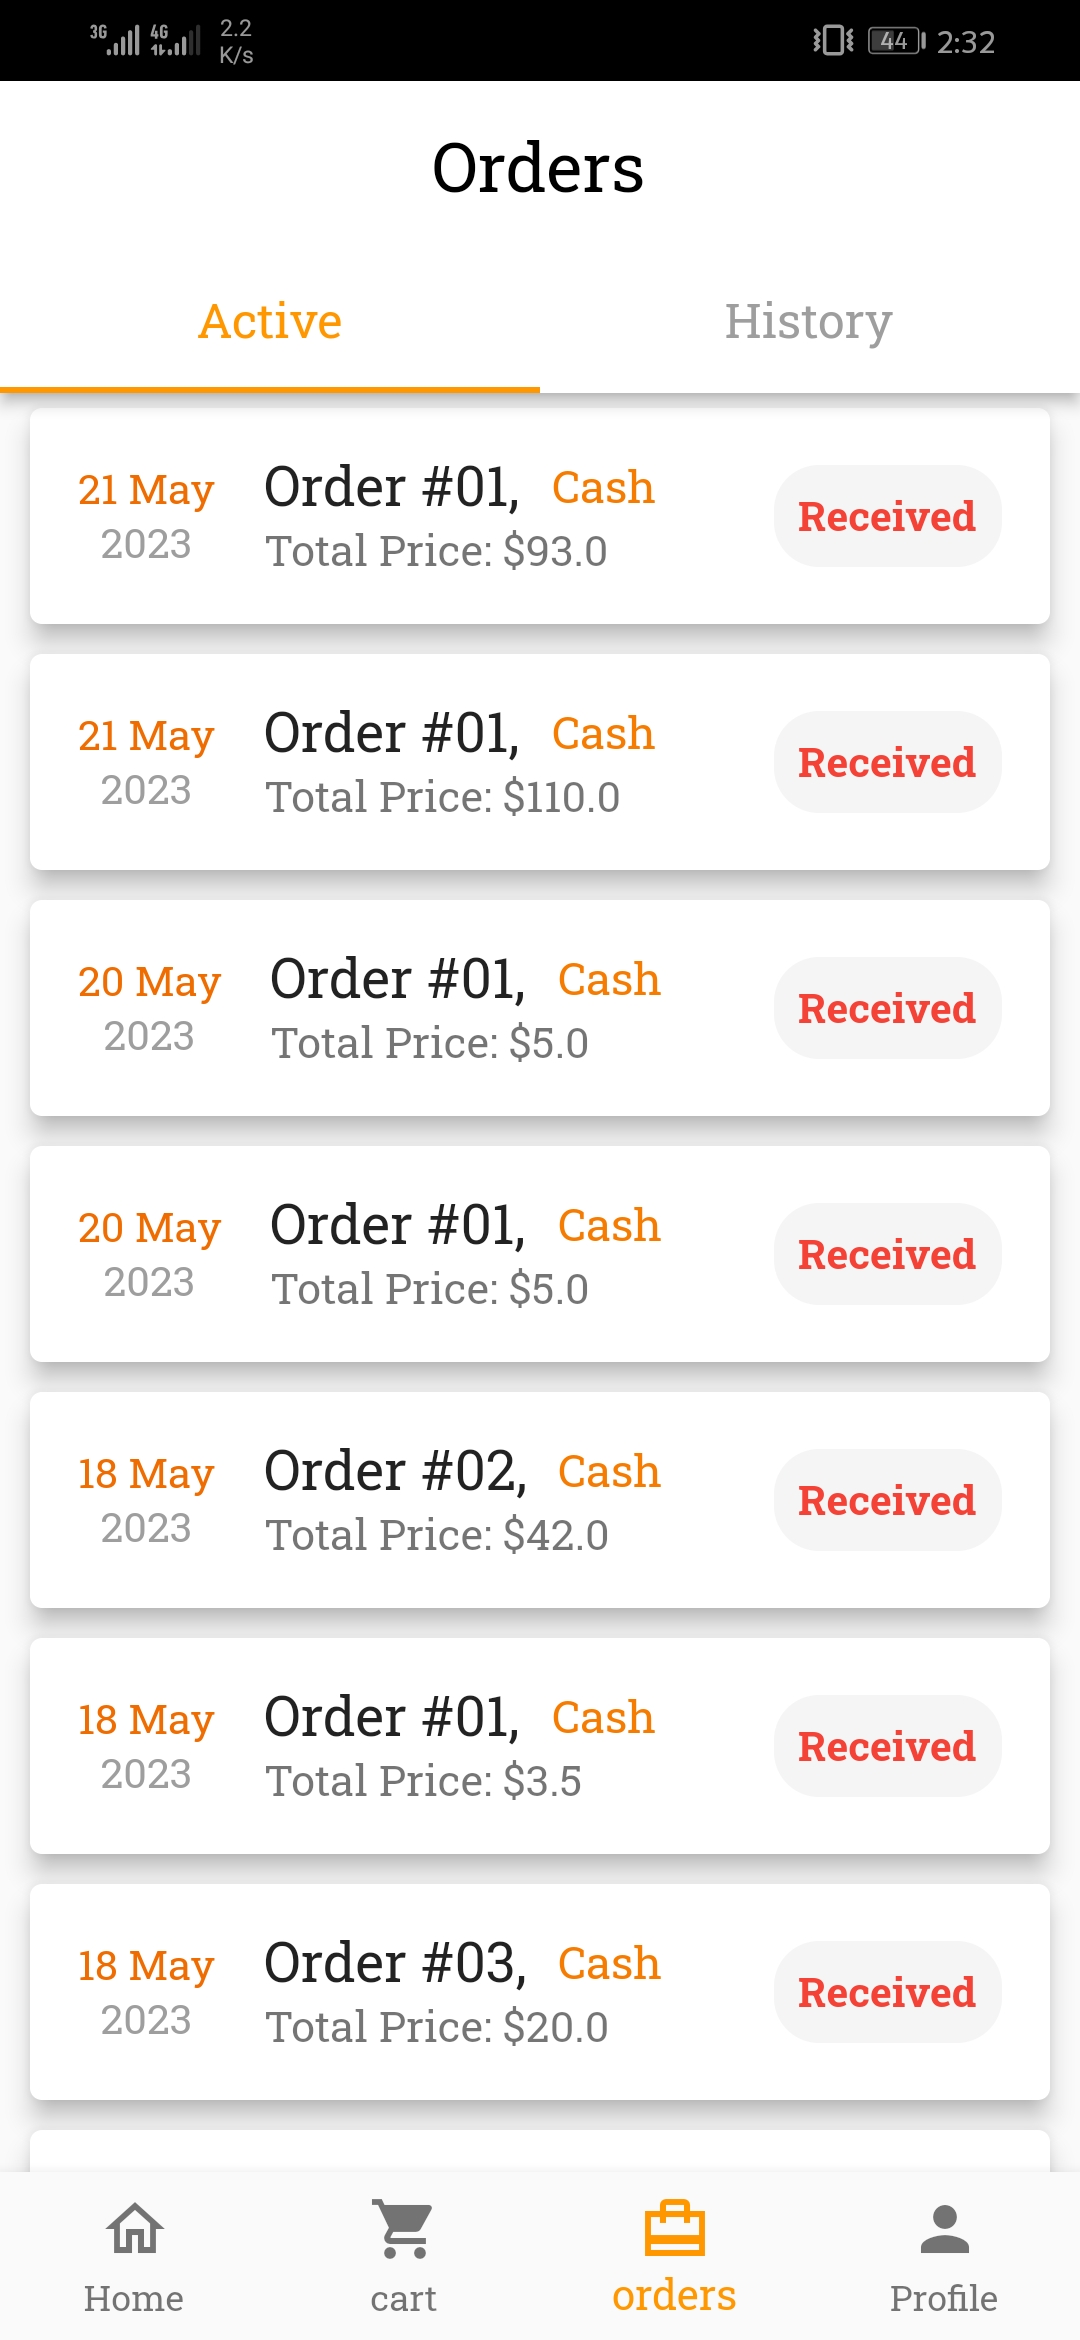 3G 4G 2.2 K/s 44 2:32
Orders
Active History
21 May Order #01, Cash Received
2023 Total Price: $93.0
21 May Order #01, Cash Received
2023 Total Price: $110.0
20 May Order #01, Cash Received
2023 Total Price: $5.0
20 May Order #01, Cash Received
2023 Total Price: $5.0
18 May Order #02, Cash Received
2023 Total Price: $42.0
18 May Order #01, Cash Received
2023 Total Price: $3.5
18 May Order #03, Cash Received
2023 Total Price: $20.0
Home cart orders Profile